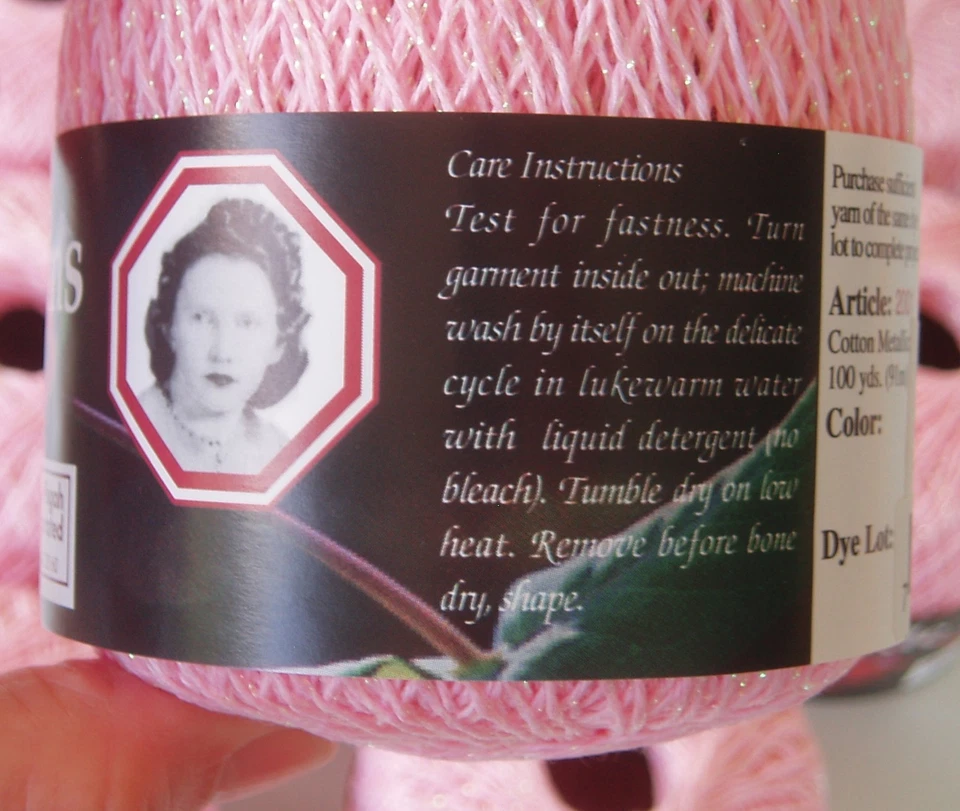 Care Instructions
Test for fastness. Turn
garment inside out; machine
wash by itself on the delicate
cycle in lukewarm water
with liquid detergent (no
bleach). Tumble dry on low
heat. Remove before bone
dry, shape.
Purchase
yarn of the same
lot to complete
Article:
Cotton
100 yds.
Color:
Dye Lot: